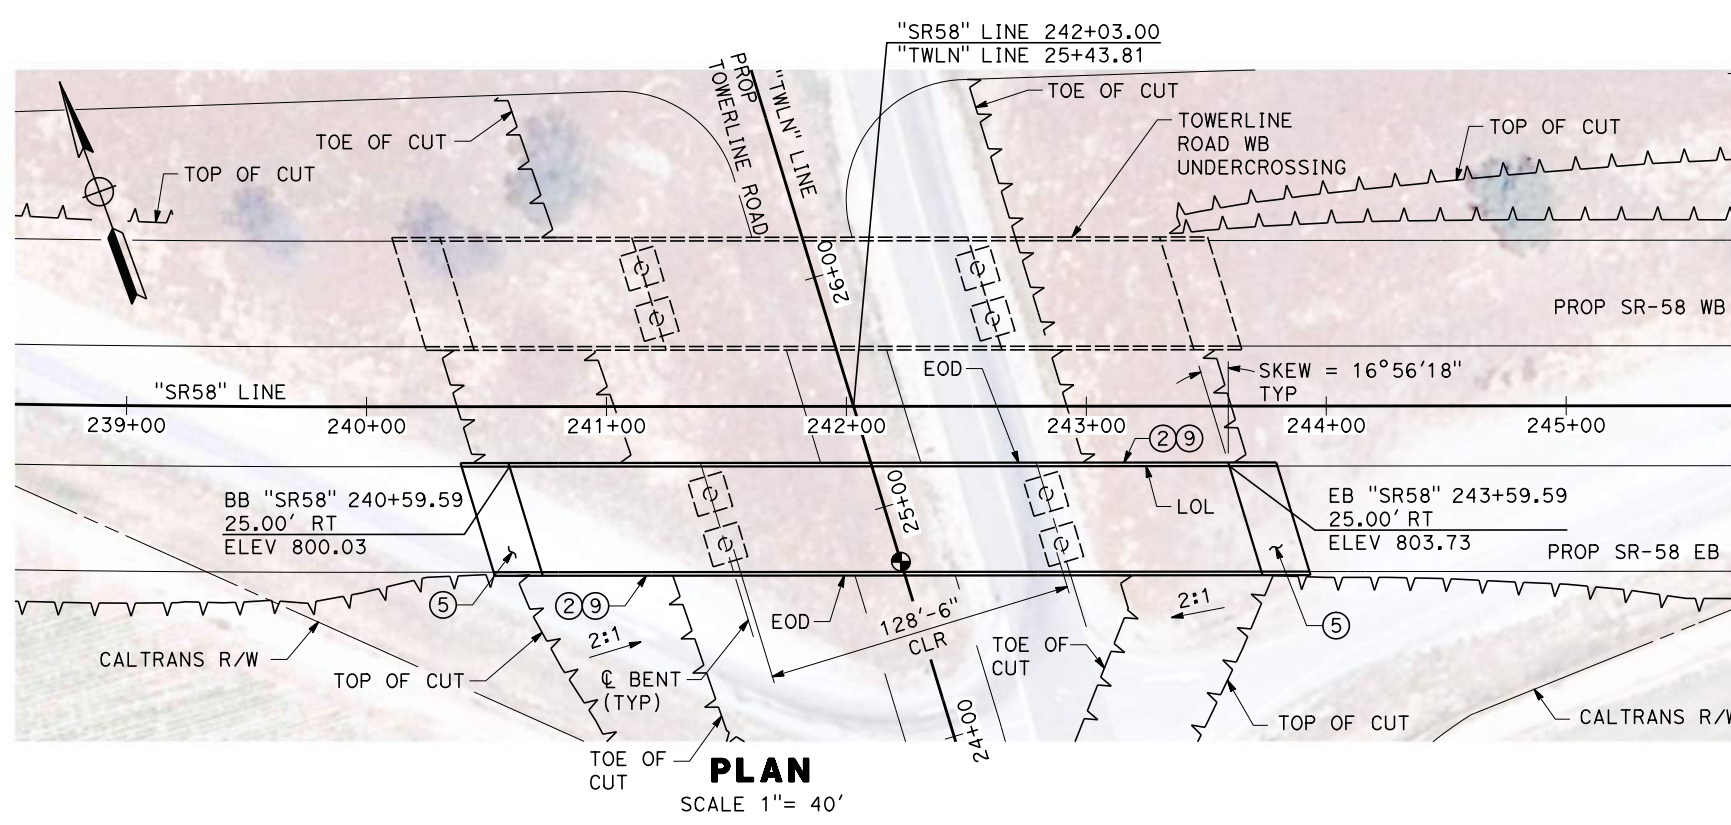 "SR58" LINE 242+03.00
"TWLN" LINE 25+43.81
PROP
TOWERLINE ROAD
"TWLN" LINE
TOE OF CUT
TOE OF CUT
TOP OF CUT
TOWERLINE
ROAD WB
UNDERCROSSING
TOP OF CUT
26+00
PROP SR-58 WB
EOD
SKEW = 16°56'18"
TYP
"SR58" LINE
239+00
240+00
241+00
242+00
243+00
244+00
245+00
2 9
BB "SR58" 240+59.59
25.00' RT
ELEV 800.03
25+00
LOL
EB "SR58" 243+59.59
25.00' RT
ELEV 803.73
PROP SR-58 EB
5
2 9
EOD
128'-6"
CLR
2:1
2:1
5
CALTRANS R/W
TOP OF CUT
℄ BENT
(TYP)
TOE OF
CUT
TOP OF CUT
CALTRANS R/W
24+00
TOE OF
CUT
PLAN
SCALE 1"= 40'